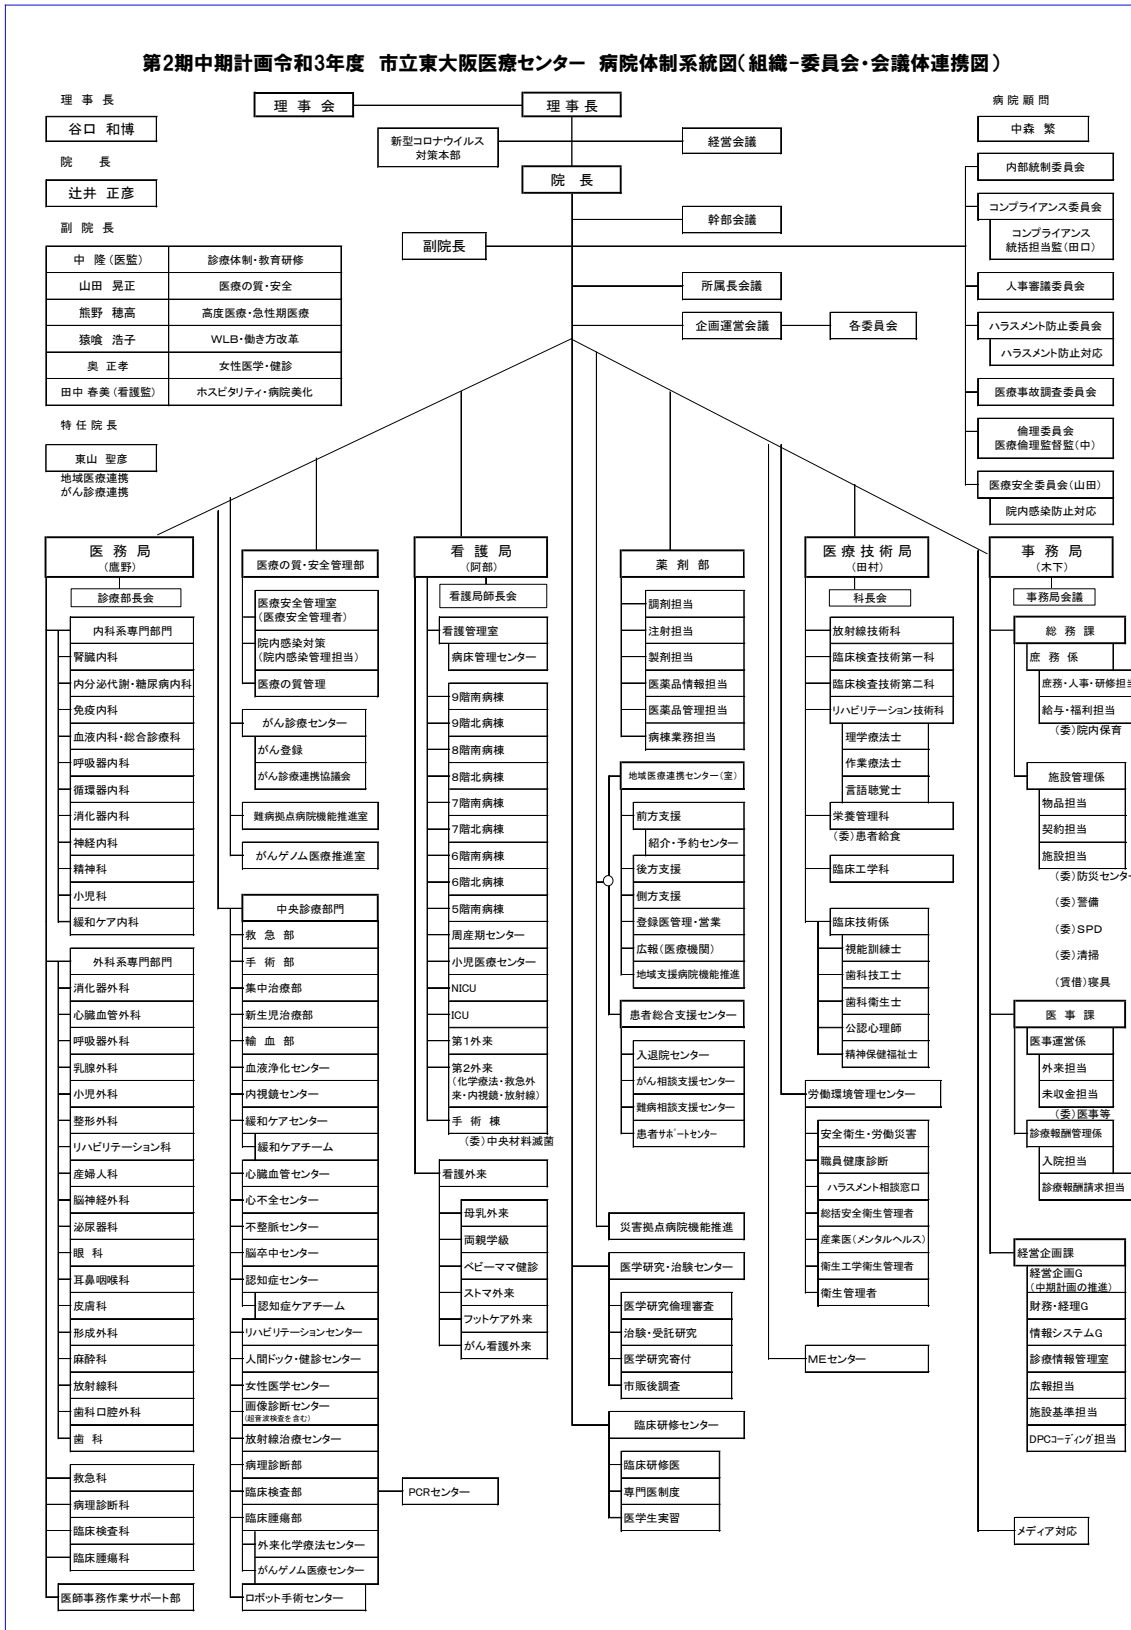 第2期中期計画令和3年度　市立東大阪医療センター　病院体制系統図(組織-委員会・会議体連携図)
理 事 長
谷口 和博
院　長
辻井 正彦
副 院 長
中 隆(医監)　診療体制・教育研修
山田 晃正　医療の質・安全
熊野 穂高　高度医療・急性期医療
猿喰 浩子　WLB・働き方改革
奥 正孝　女性医学・健診
田中 春美(看護監)　ホスピタリティ・病院美化
特 任 院 長
東山 聖彦
地域医療連携
がん診療連携
理 事 会
理 事 長
新型コロナウイルス
対策本部
経営会議
院 長
幹部会議
副院長
所属長会議
企画運営会議
各委員会
病 院 顧 問
中森 繁
内部統制委員会
コンプライアンス委員会
コンプライアンス
統括担当監(田口)
人事審議委員会
ハラスメント防止委員会
ハラスメント防止対応
医療事故調査委員会
倫理委員会
医療倫理監督監(中)
医療安全委員会(山田)
院内感染防止対応
医 務 局
(鷹野)
診療部長会
内科系専門部門
腎臓内科
内分泌代謝・糖尿病内科
免疫内科
血液内科・総合診療科
呼吸器内科
循環器内科
消化器内科
神経内科
精神科
小児科
緩和ケア内科
外科系専門部門
消化器外科
心臓血管外科
呼吸器外科
乳腺外科
小児外科
整形外科
リハビリテーション科
産婦人科
脳神経外科
泌尿器科
眼 科
耳鼻咽喉科
皮膚科
形成外科
麻酔科
放射線科
歯科口腔外科
歯 科
救急科
病理診断科
臨床検査科
臨床腫瘍科
医師事務作業サポート部
医療の質・安全管理部
医療安全管理室
(医療安全管理者)
院内感染対策
(院内感染管理担当)
医療の質管理
がん診療センター
がん登録
がん診療連携協議会
難病拠点病院機能推進室
がんゲノム医療推進室
中央診療部門
救 急 部
手 術 部
集中治療部
新生児治療部
輸 血 部
血液浄化センター
内視鏡センター
緩和ケアセンター
緩和ケアチーム
心臓血管センター
心不全センター
不整脈センター
脳卒中センター
認知症センター
認知症ケアチーム
リハビリテーションセンター
人間ドック・健診センター
女性医学センター
画像診断センター
(超音波検査を含む)
放射線治療センター
病理診断部
臨床検査部
臨床腫瘍部
外来化学療法センター
がんゲノム医療センター
ロボット手術センター
PCRセンター
看 護 局
(阿部)
看護局師長会
看護管理室
病床管理センター
9階南病棟
9階北病棟
8階南病棟
8階北病棟
7階南病棟
7階北病棟
6階南病棟
6階北病棟
5階南病棟
周産期センター
小児医療センター
NICU
ICU
第1外来
第2外来
(化学療法・救急外
来・内視鏡・放射線)
手 術 棟
(委)中央材料滅菌
看護外来
母乳外来
両親学級
ベビーママ健診
ストマ外来
フットケア外来
がん看護外来
薬 剤 部
調剤担当
注射担当
製剤担当
医薬品情報担当
医薬品管理担当
病棟業務担当
地域医療連携センター(室)
前方支援
紹介・予約センター
後方支援
側方支援
登録医管理・営業
広報(医療機関)
地域支援病院機能推進
患者総合支援センター
入退院センター
がん相談支援センター
難病相談支援センター
患者サポートセンター
災害拠点病院機能推進
医学研究・治験センター
医学研究倫理審査
治験・受託研究
医学研究寄付
市販後調査
臨床研修センター
臨床研修医
専門医制度
医学生実習
医 療 技 術 局
(田村)
科長会
放射線技術科
臨床検査技術第一科
臨床検査技術第二科
リハビリテーション技術科
理学療法士
作業療法士
言語聴覚士
栄養管理科
(委)患者給食
臨床工学科
臨床技術係
視能訓練士
歯科技工士
歯科衛生士
公認心理師
精神保健福祉士
労働環境管理センター
安全衛生・労働災害
職員健康診断
ハラスメント相談窓口
総括安全衛生管理者
産業医(メンタルヘルス)
衛生工学衛生管理者
衛生管理者
MEセンター
事 務 局
(木下)
事務局会議
総 務 課
庶 務 係
庶務・人事・研修担当
給与・福利担当
(委)院内保育
施設管理係
物品担当
契約担当
施設担当
(委)防災センター
(委)警備
(委)SPD
(委)清掃
(賃借)寝具
医 事 課
医事運営係
外来担当
未収金担当
(委)医事等
診療報酬管理係
入院担当
診療報酬請求担当
経営企画課
経営企画G
(中期計画の推進)
財務・経理G
情報システムG
診療情報管理室
広報担当
施設基準担当
DPCコーディング担当
メディア対応